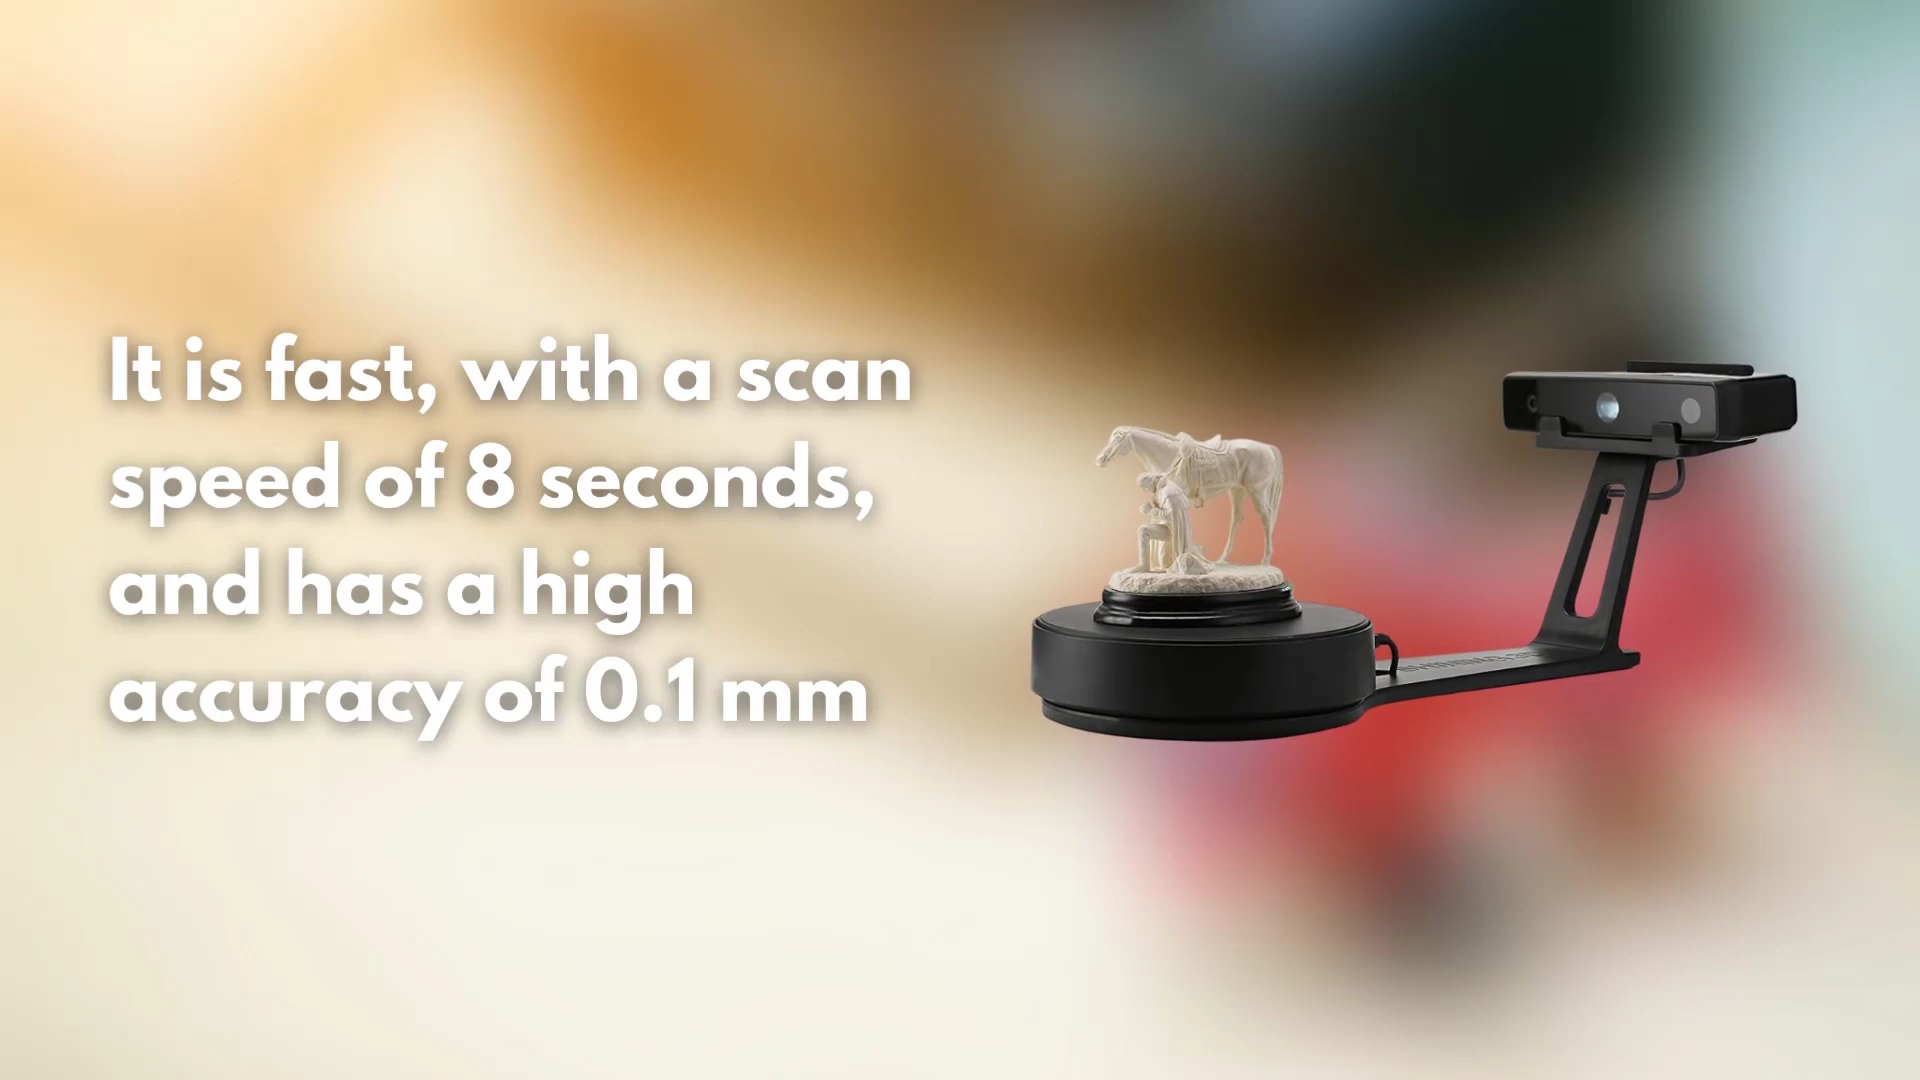 It is fast, with a scan
speed of 8 seconds,
and has a high
accuracy of 0.1 mm